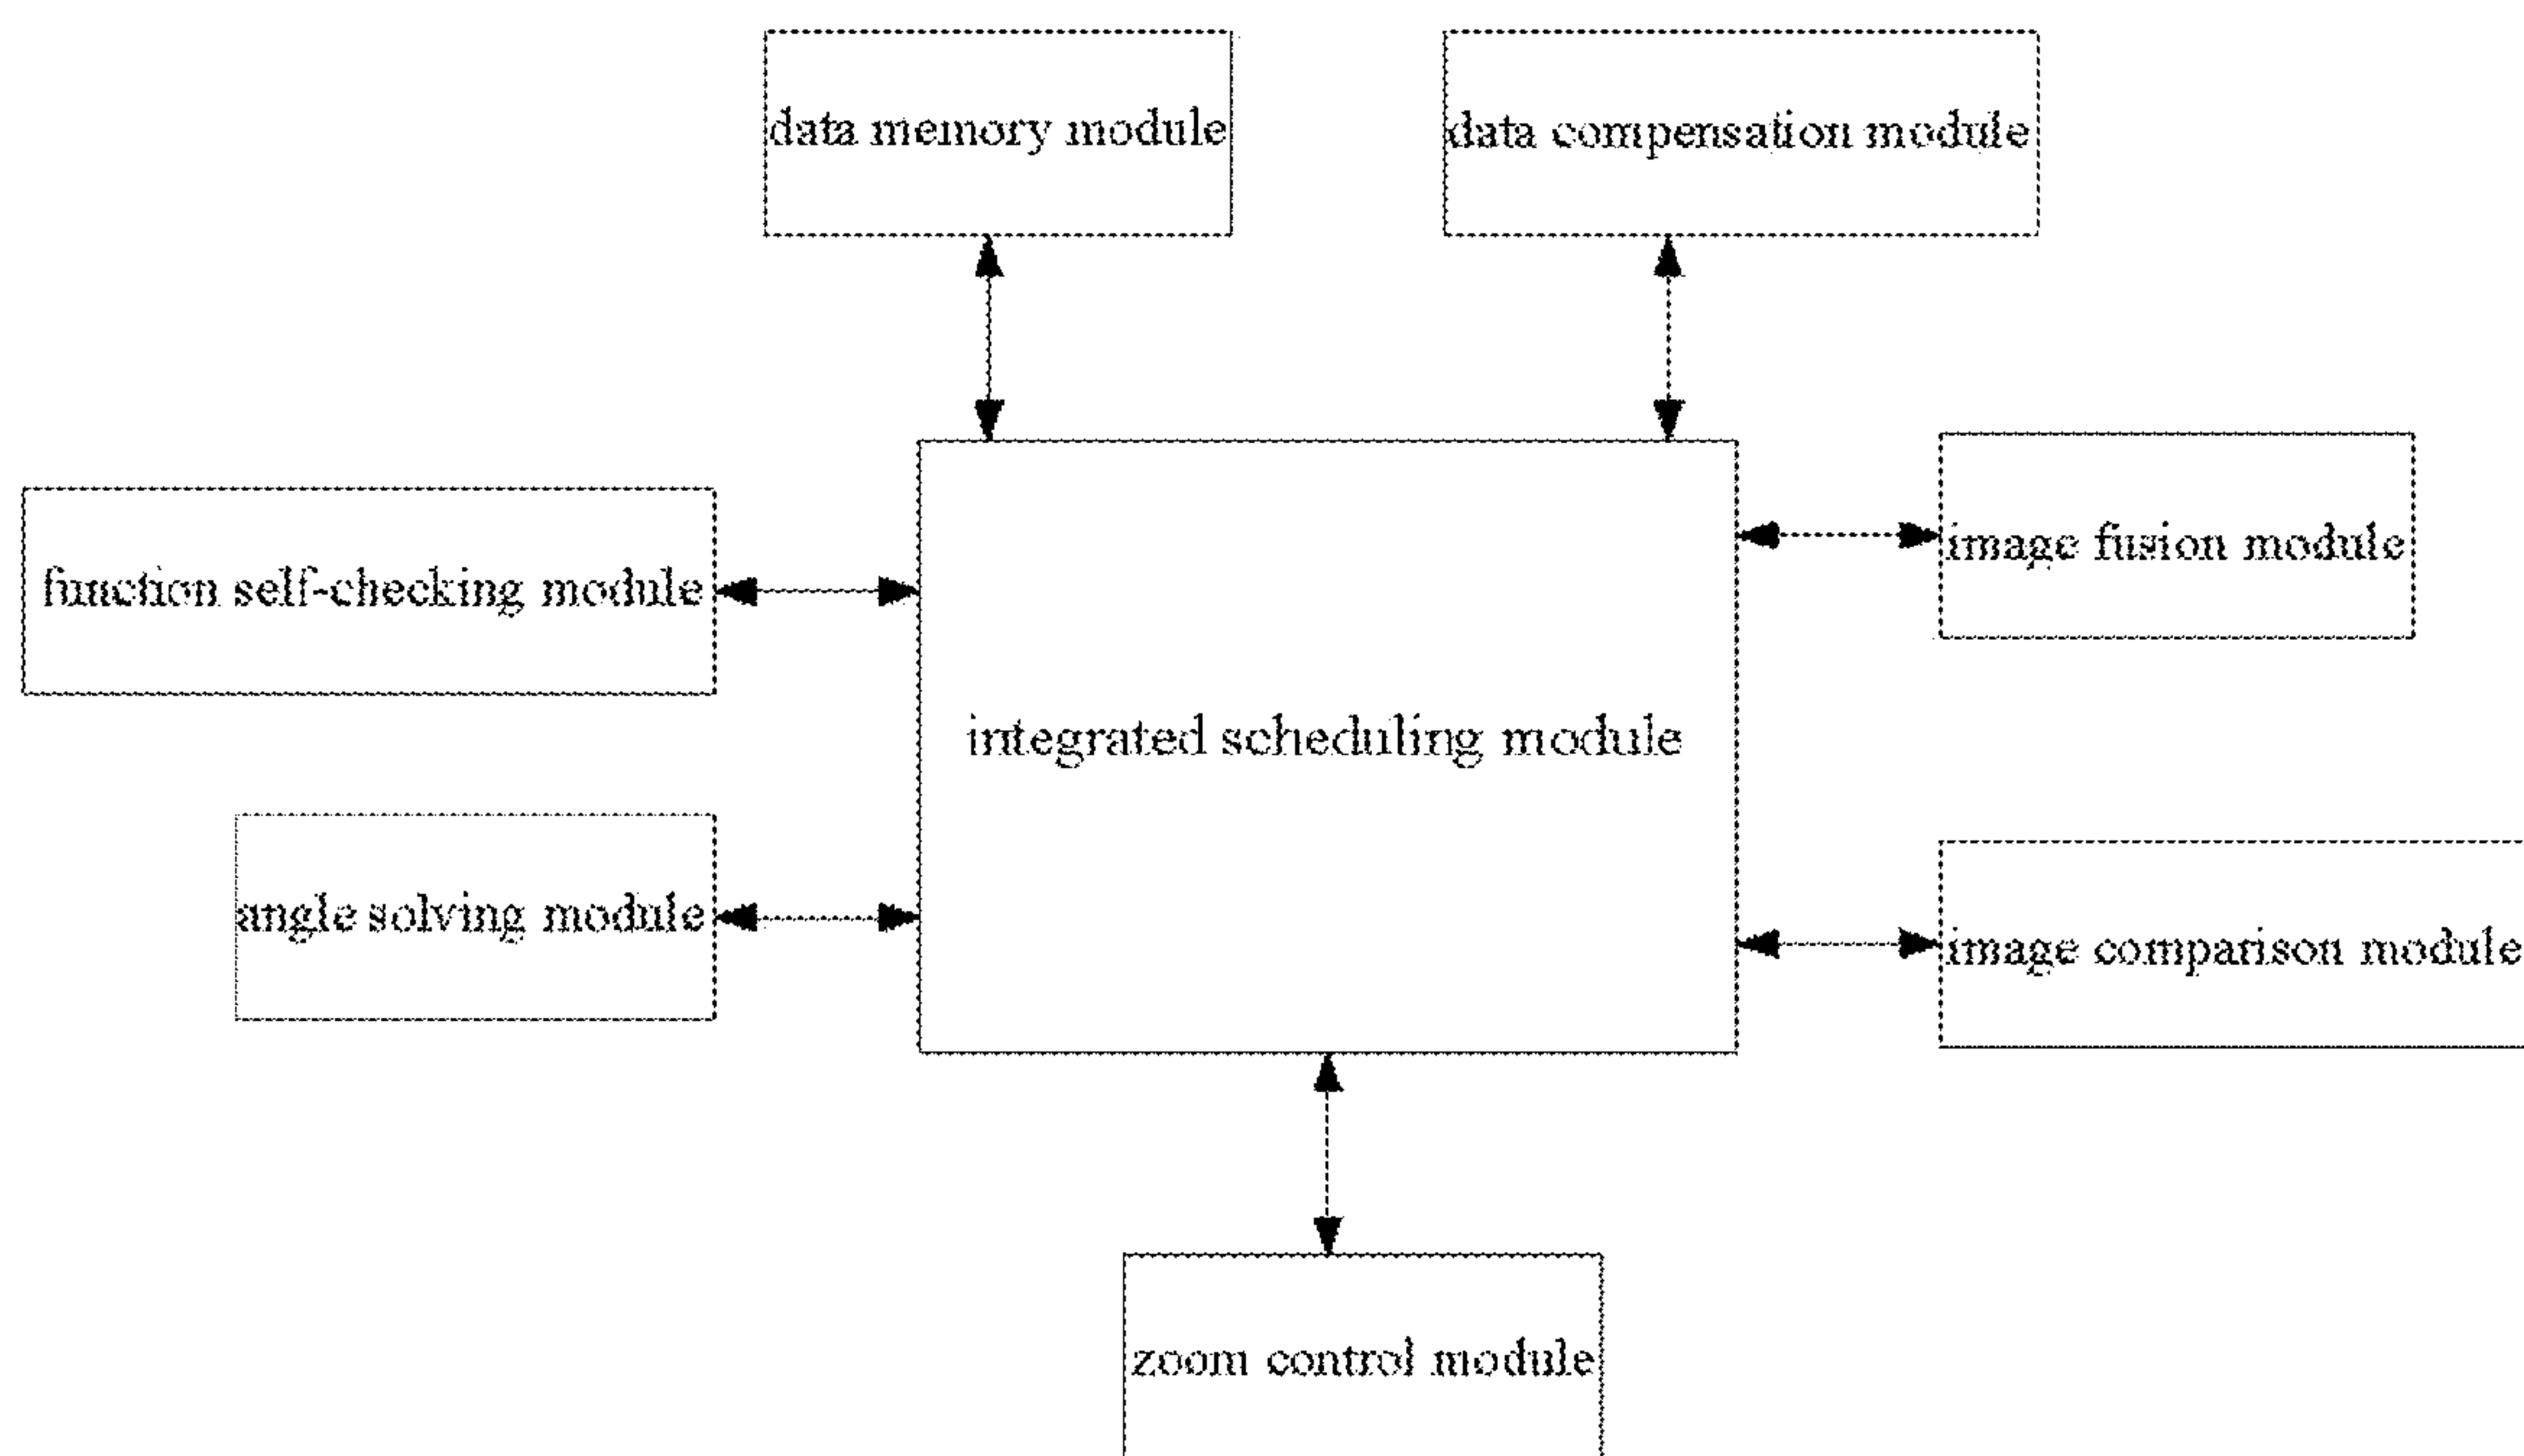 data memory module
data compensation module
image fusion module
function self-checking module
integrated scheduling module
angle solving module
image comparison module
zoom control module